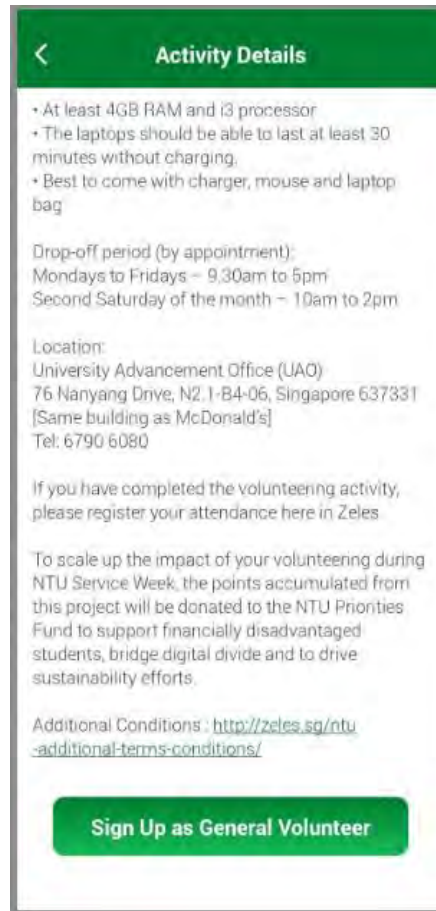 Activity Details
• At least 4GB RAM and i3 processor
• The laptops should be able to last at least 30
minutes without charging.
• Best to come with charger, mouse and laptop
bag
Drop-off period (by appointment):
Mondays to Fridays – 9.30am to 5pm
Second Saturday of the month – 10am to 2pm
Location:
University Advancement Office (UAO)
76 Nanyang Drive, N2.1-B4-06, Singapore 637331
[Same building as McDonald's]
Tel: 6790 6080
If you have completed the volunteering activity,
please register your attendance here in Zeles.
To scale up the impact of your volunteering during
NTU Service Week, the points accumulated from
this project will be donated to the NTU Priorities
Fund to support financially disadvantaged
students, bridge digital divide and to drive
sustainability efforts.
Additional Conditions : http://zeles.sg/ntu
-additional-terms-conditions/
Sign Up as General Volunteer